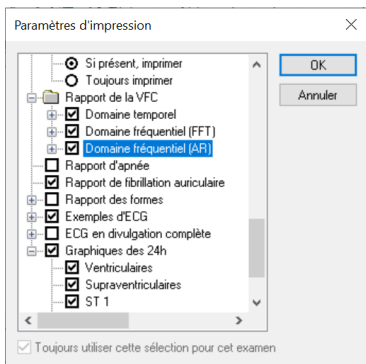 Paramètres d'impression
Si présent, imprimer
Toujours imprimer
Rapport de la VFC
Domaine temporel
Domaine fréquentiel (FFT)
Domaine fréquentiel (AR)
Rapport d'apnée
Rapport de fibrillation auriculaire
Rapport des formes
Exemples d'ECG
ECG en divulgation complète
Graphiques des 24h
Ventriculaires
Supraventriculaires
ST 1
OK
Annuler
Toujours utiliser cette sélection pour cet examen